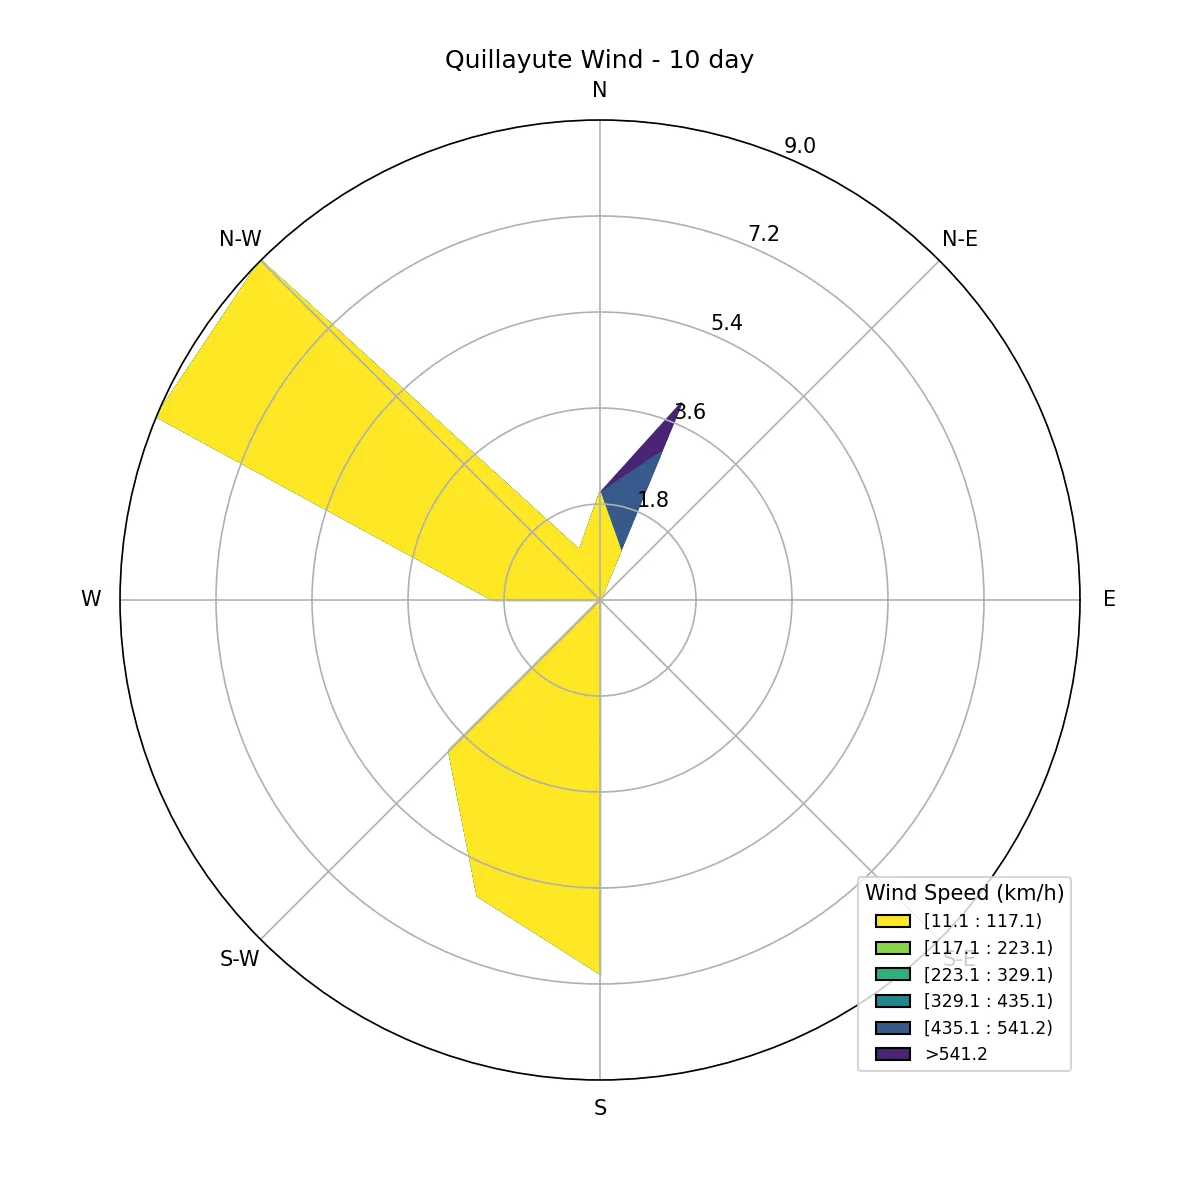 Quillayute Wind - 10 day
N
9.0
N-W
7.2
N-E
5.4
3.6
1.8
W
E
Wind Speed (km/h)
[11.1 : 117.1)
[117.1 : 223.1)
S-W
S-E
[223.1 : 329.1)
[329.1 : 435.1)
[435.1 : 541.2)
>541.2
S